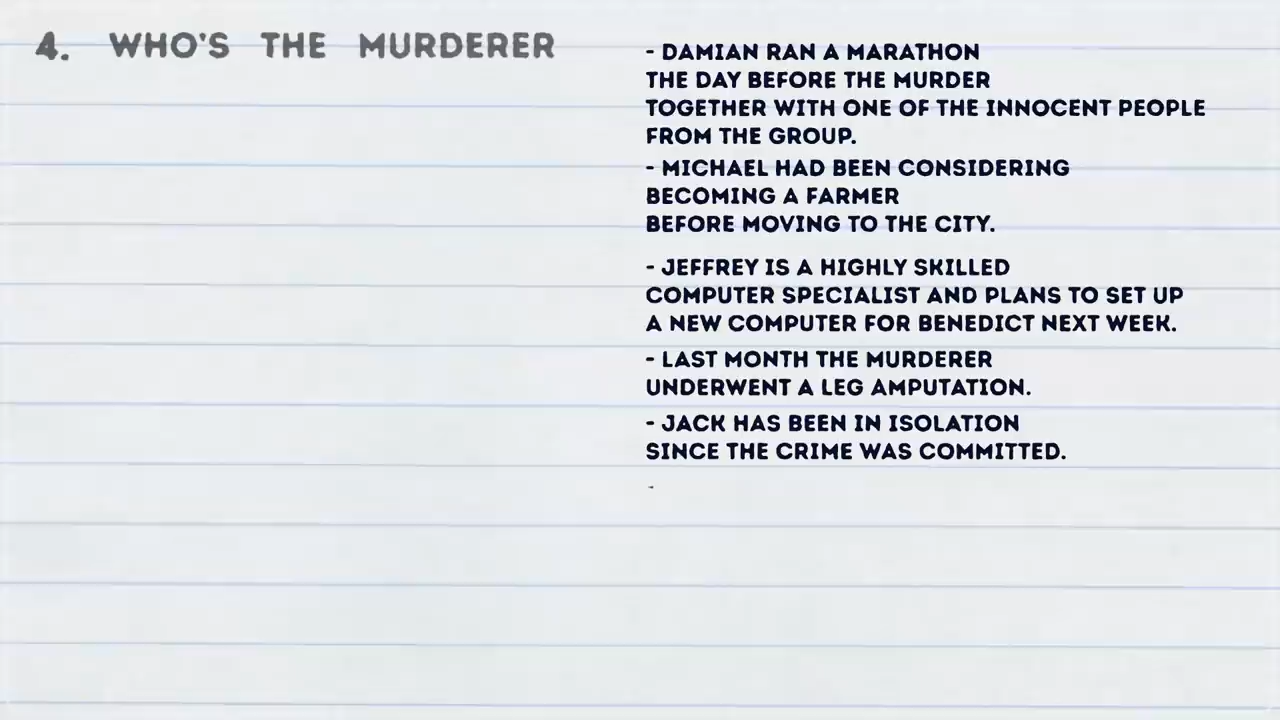 4. WHO'S THE MURDERER
- DAMIAN RAN A MARATHON
THE DAY BEFORE THE MURDER
TOGETHER WITH ONE OF THE INNOCENT PEOPLE
FROM THE GROUP.
- MICHAEL HAD BEEN CONSIDERING
BECOMING A FARMER
BEFORE MOVING TO THE CITY.
- JEFFREY IS A HIGHLY SKILLED
COMPUTER SPECIALIST AND PLANS TO SET UP
A NEW COMPUTER FOR BENEDICT NEXT WEEK.
- LAST MONTH THE MURDERER
UNDERWENT A LEG AMPUTATION.
- JACK HAS BEEN IN ISOLATION
SINCE THE CRIME WAS COMMITTED.
-